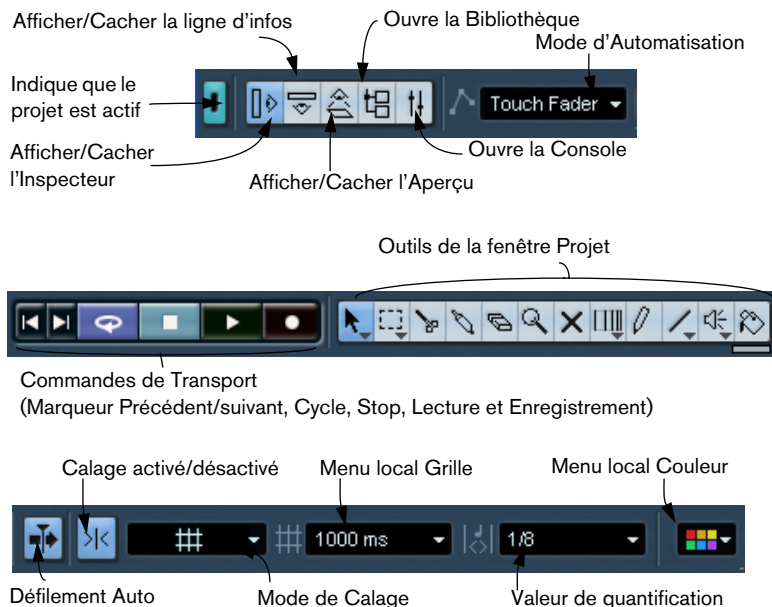 Afficher/Cacher la ligne d'infos
Ouvre la Bibliothèque
Mode d'Automatisation
Indique que le
projet est actif
Touch Fader
Afficher/Cacher
l'Inspecteur
Ouvre la Console
Afficher/Cacher l'Aperçu
Outils de la fenêtre Projet
Commandes de Transport
(Marqueur Précédent/suivant, Cycle, Stop, Lecture et Enregistrement)
Calage activé/désactivé
Menu local Grille
Menu local Couleur
1000 ms
1/8
Défilement Auto
Mode de Calage
Valeur de quantification